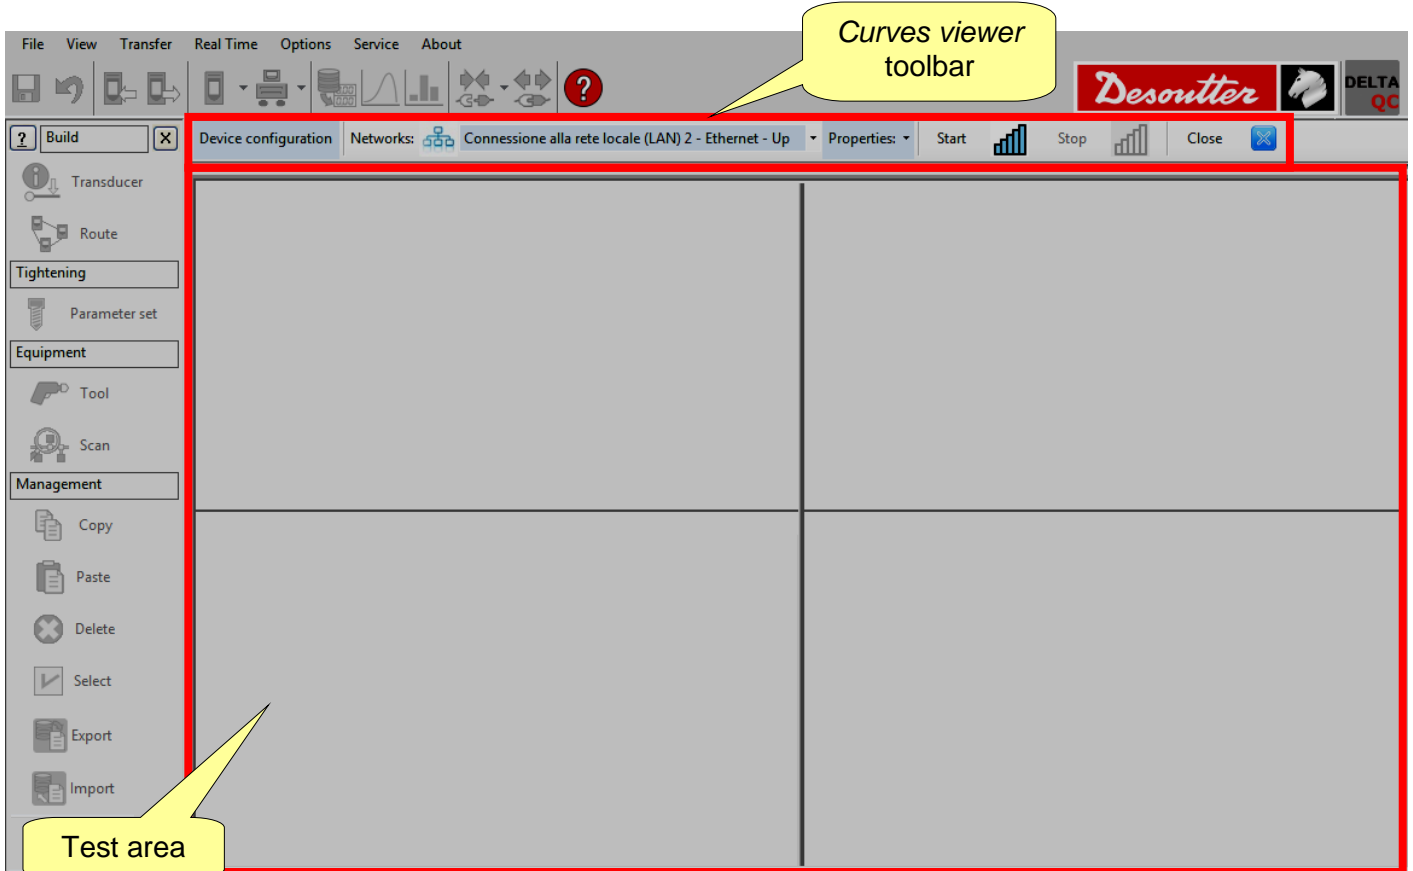 Curves viewer
toolbar
File View Transfer Real Time Options Service About
?
Desoutter
DELTA
QC
? Build X
Device configuration Networks: Connessione alla rete locale (LAN) 2 - Ethernet - Up Properties: Start Stop Close
Transducer
Route
Tightening
Parameter set
Equipment
Tool
Scan
Management
Copy
Paste
Delete
Select
Export
Import
Test area